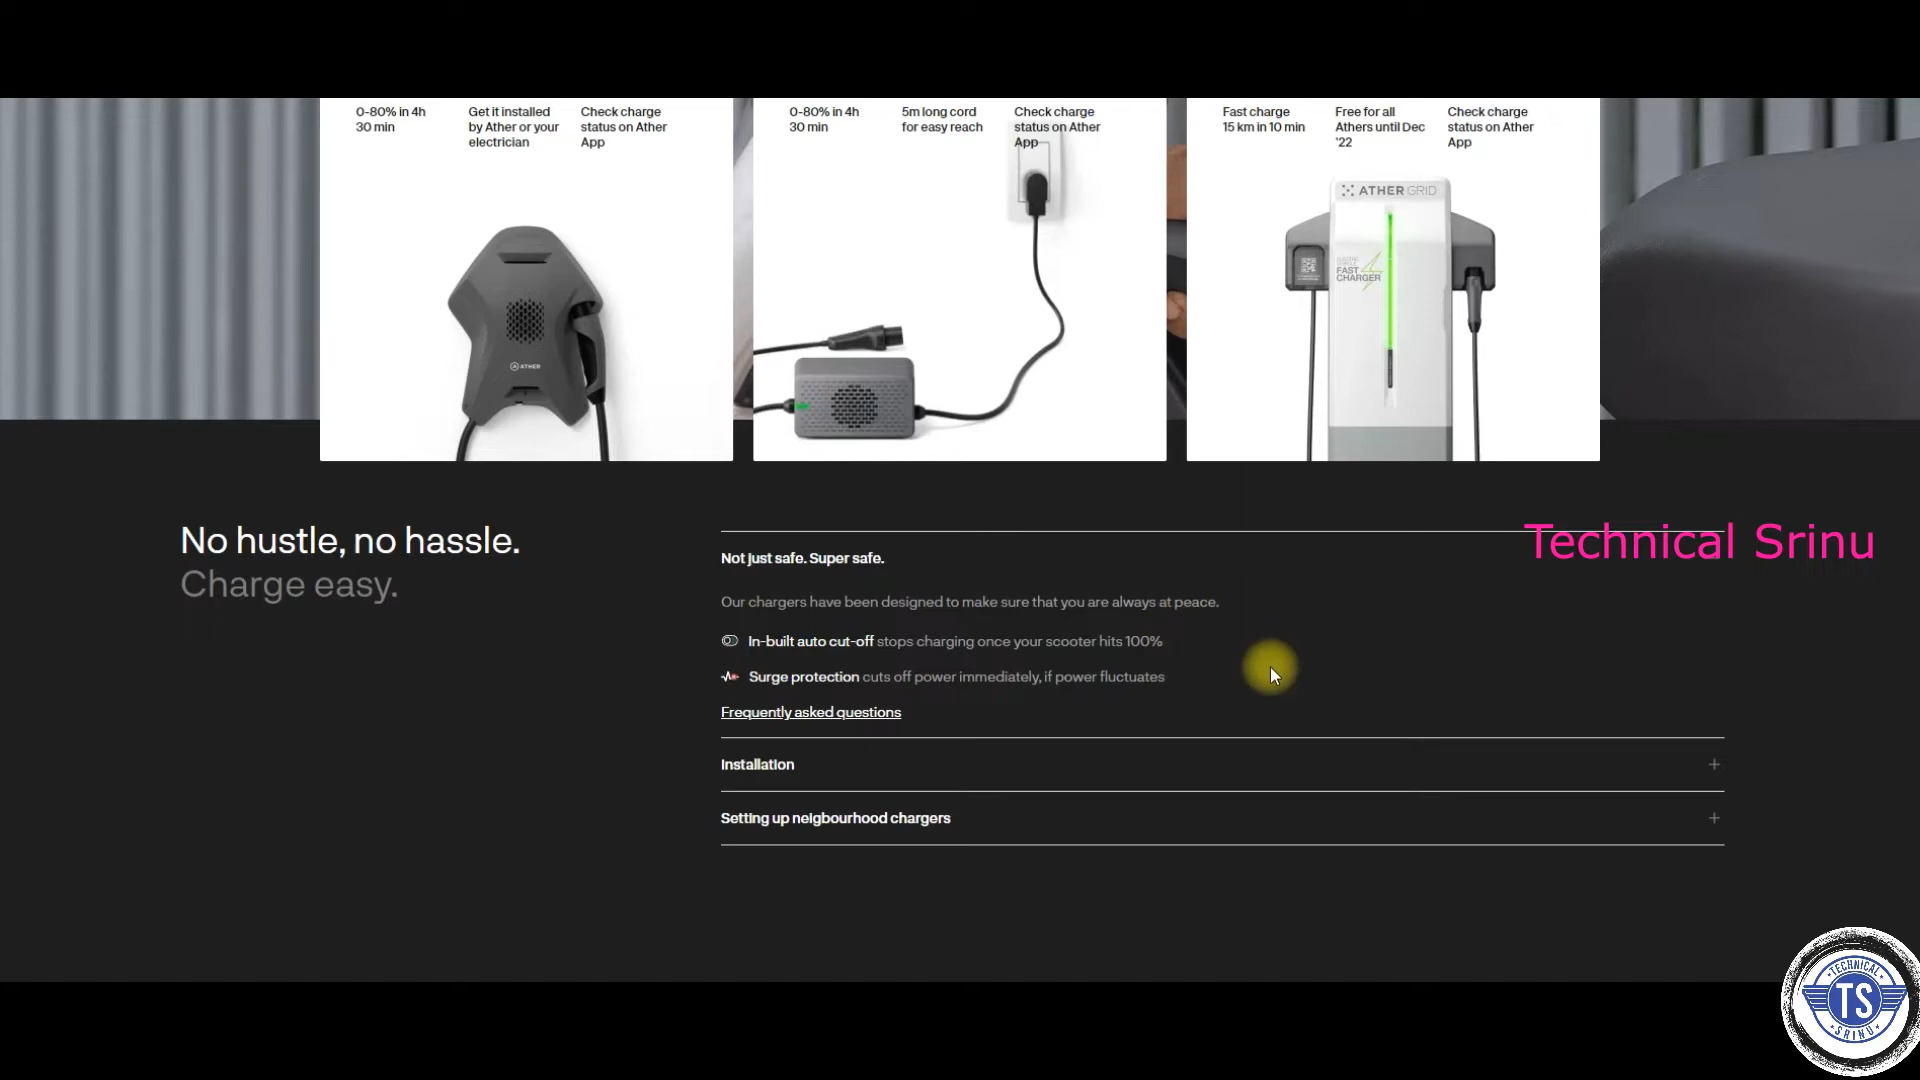 0-80% in 4h
30 min
Get it installed
by Ather or your
electrician
Check charge
status on Ather
App
0-80% in 4h
30 min
5m long cord
for easy reach
Check charge
status on Ather
App
Fast charge
15 km in 10 min
Free for all
Athers until Dec
'22
Check charge
status on Ather
App
ATHER
ATHER GRID
FAST
CHARGER
No hustle, no hassle.
Charge easy.
Technical Srinu
Not just safe. Super safe.
Our chargers have been designed to make sure that you are always at peace.
In-built auto cut-off stops charging once your scooter hits 100%
Surge protection cuts off power immediately, if power fluctuates
Frequently asked questions
Installation
Setting up neigbourhood chargers
TECHNICAL
TS
SRINU